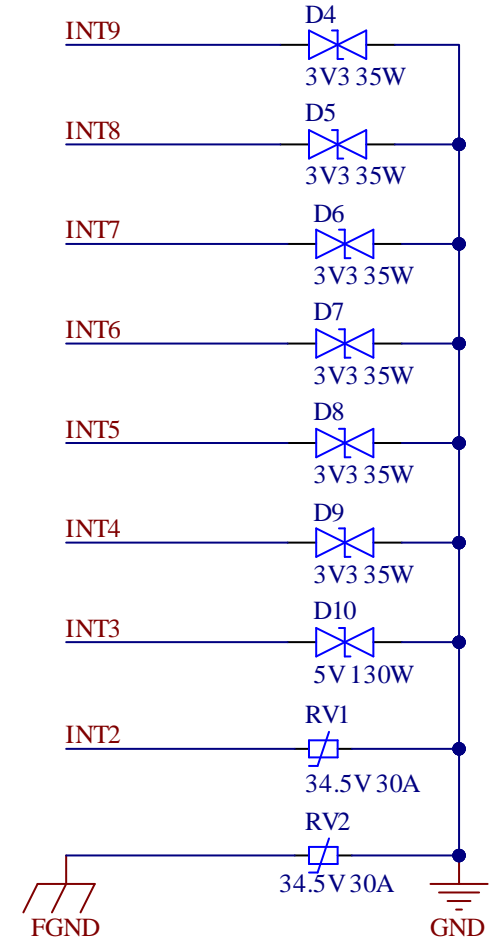 INT9
D4
3V3 35W
INT8
D5
3V3 35W
INT7
D6
3V3 35W
INT6
D7
3V3 35W
INT5
D8
3V3 35W
INT4
D9
3V3 35W
INT3
D10
5V 130W
INT2
RV1
34.5V 30A
RV2
34.5V 30A
FGND
GND